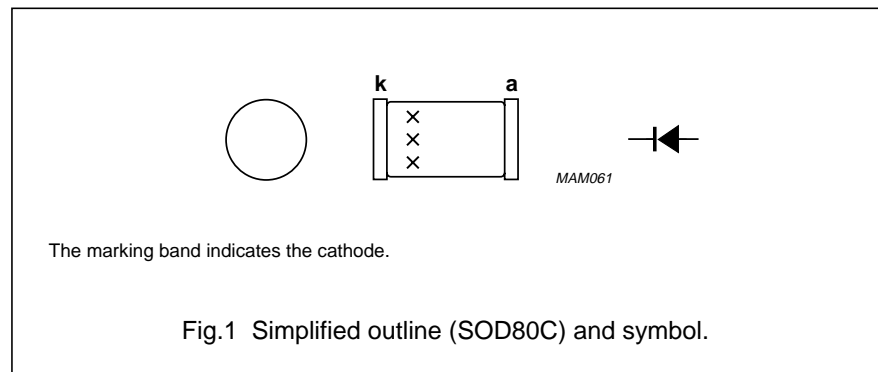 k a
MAM061
The marking band indicates the cathode.
Fig.1 Simplified outline (SOD80C) and symbol.